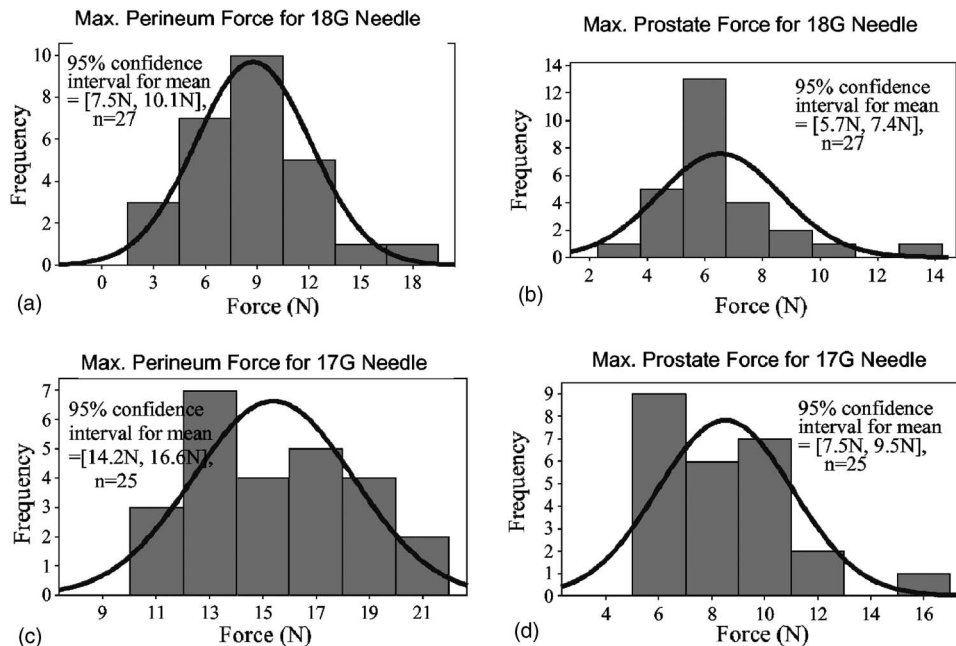 Max. Perineum Force for 18G Needle
95% confidence
interval for mean
= [7.5N, 10.1N],
n=27
Frequency
10
8
6
4
2
0
0 3 6 9 12 15 18
Force (N)
(a)
Max. Prostate Force for 18G Needle
95% confidence
interval for mean
= [5.7N, 7.4N],
n=27
Frequency
14
12
10
8
6
4
2
0
2 4 6 8 10 12 14
Force (N)
(b)
Max. Perineum Force for 17G Needle
95% confidence
interval for mean
=[14.2N, 16.6N],
n=25
Frequency
7
6
5
4
3
2
1
0
9 11 13 15 17 19 21
Force (N)
(c)
Max. Prostate Force for 17G Needle
95% confidence
interval for mean
= [7.5N, 9.5N],
n=25
Frequency
9
8
7
6
5
4
3
2
1
0
4 6 8 10 12 14 16
Force (N)
(d)